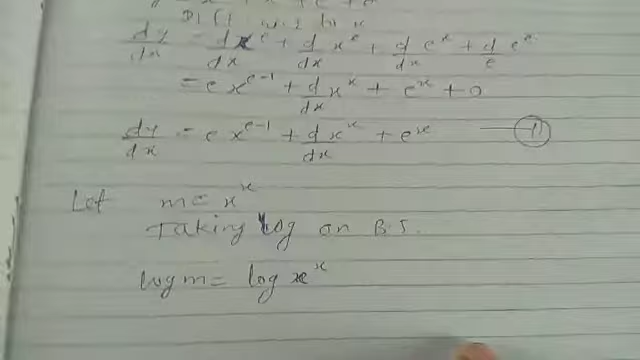 Diff w.r. to x
dy/dx = d/dx x^e + d/dx x^e + d/dx e^x + d/e e^x
= e x^(e-1) + d/dx x^x + e^x + 0
dy/dx = e x^(e-1) + d/dx x^x + e^x —— (1)
Let m = x^x
Taking log on B.S.
log m = log x^x